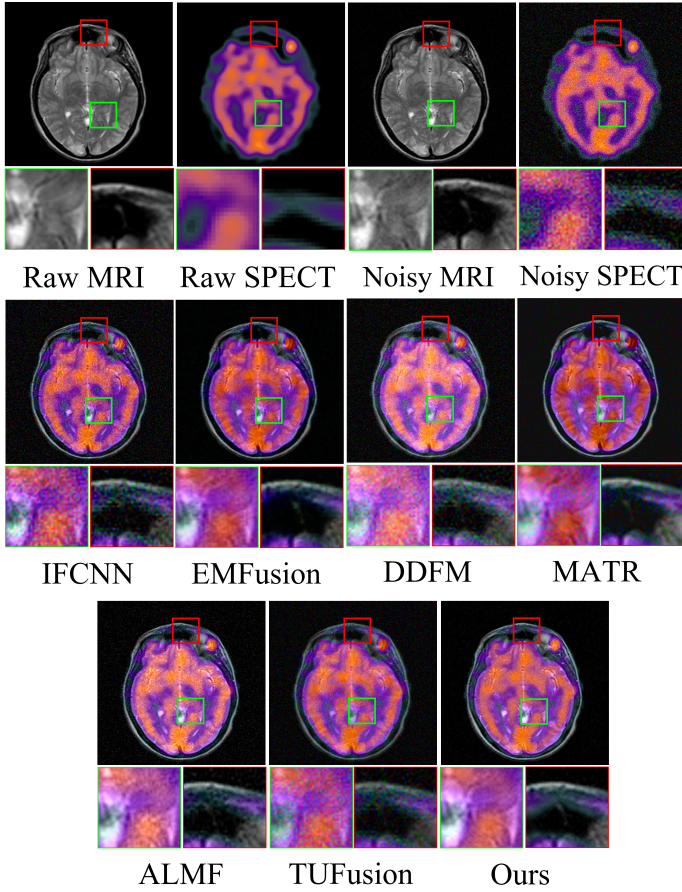 Raw MRI Raw SPECT Noisy MRI Noisy SPECT
IFCNN EMFusion DDFM MATR
ALMF TUFusion Ours